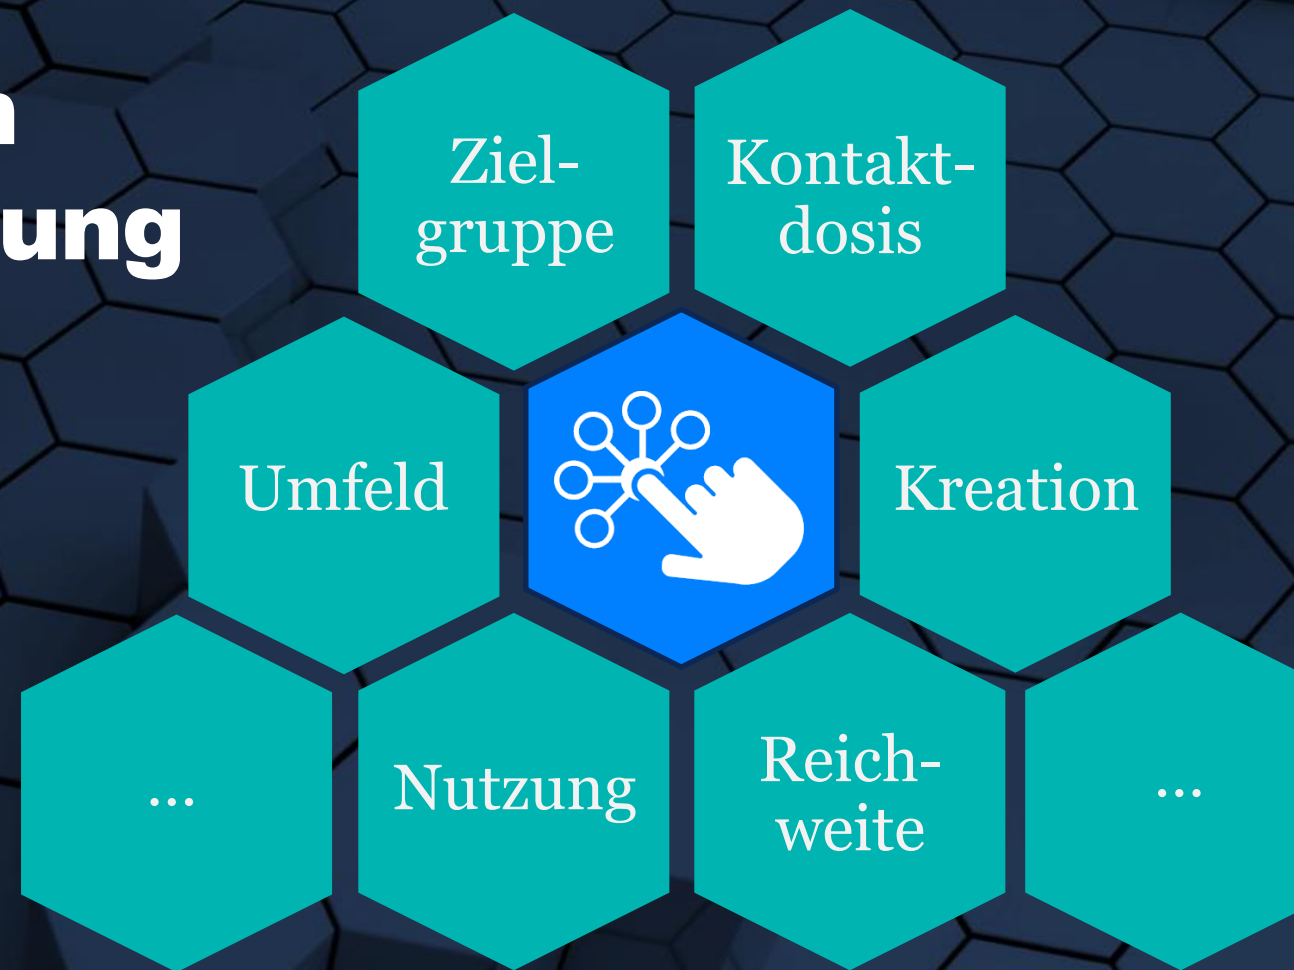 ung
Ziel-
gruppe
Kontakt-
dosis
Umfeld
Kreation
...
Nutzung
Reich-
weite
...